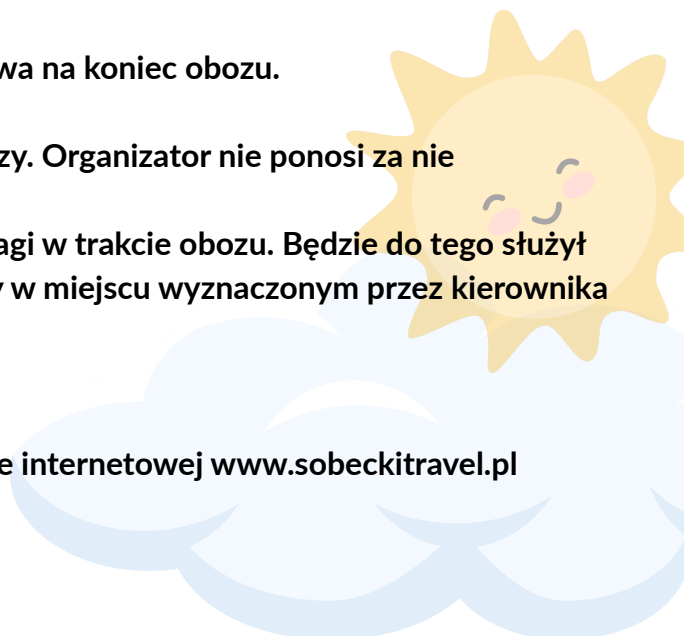 wa na koniec obozu.
zy. Organizator nie ponosi za nie
agi w trakcie obozu. Będzie do tego służył
w miejscu wyznaczonym przez kierownika
e internetowej www.sobeckitravel.pl